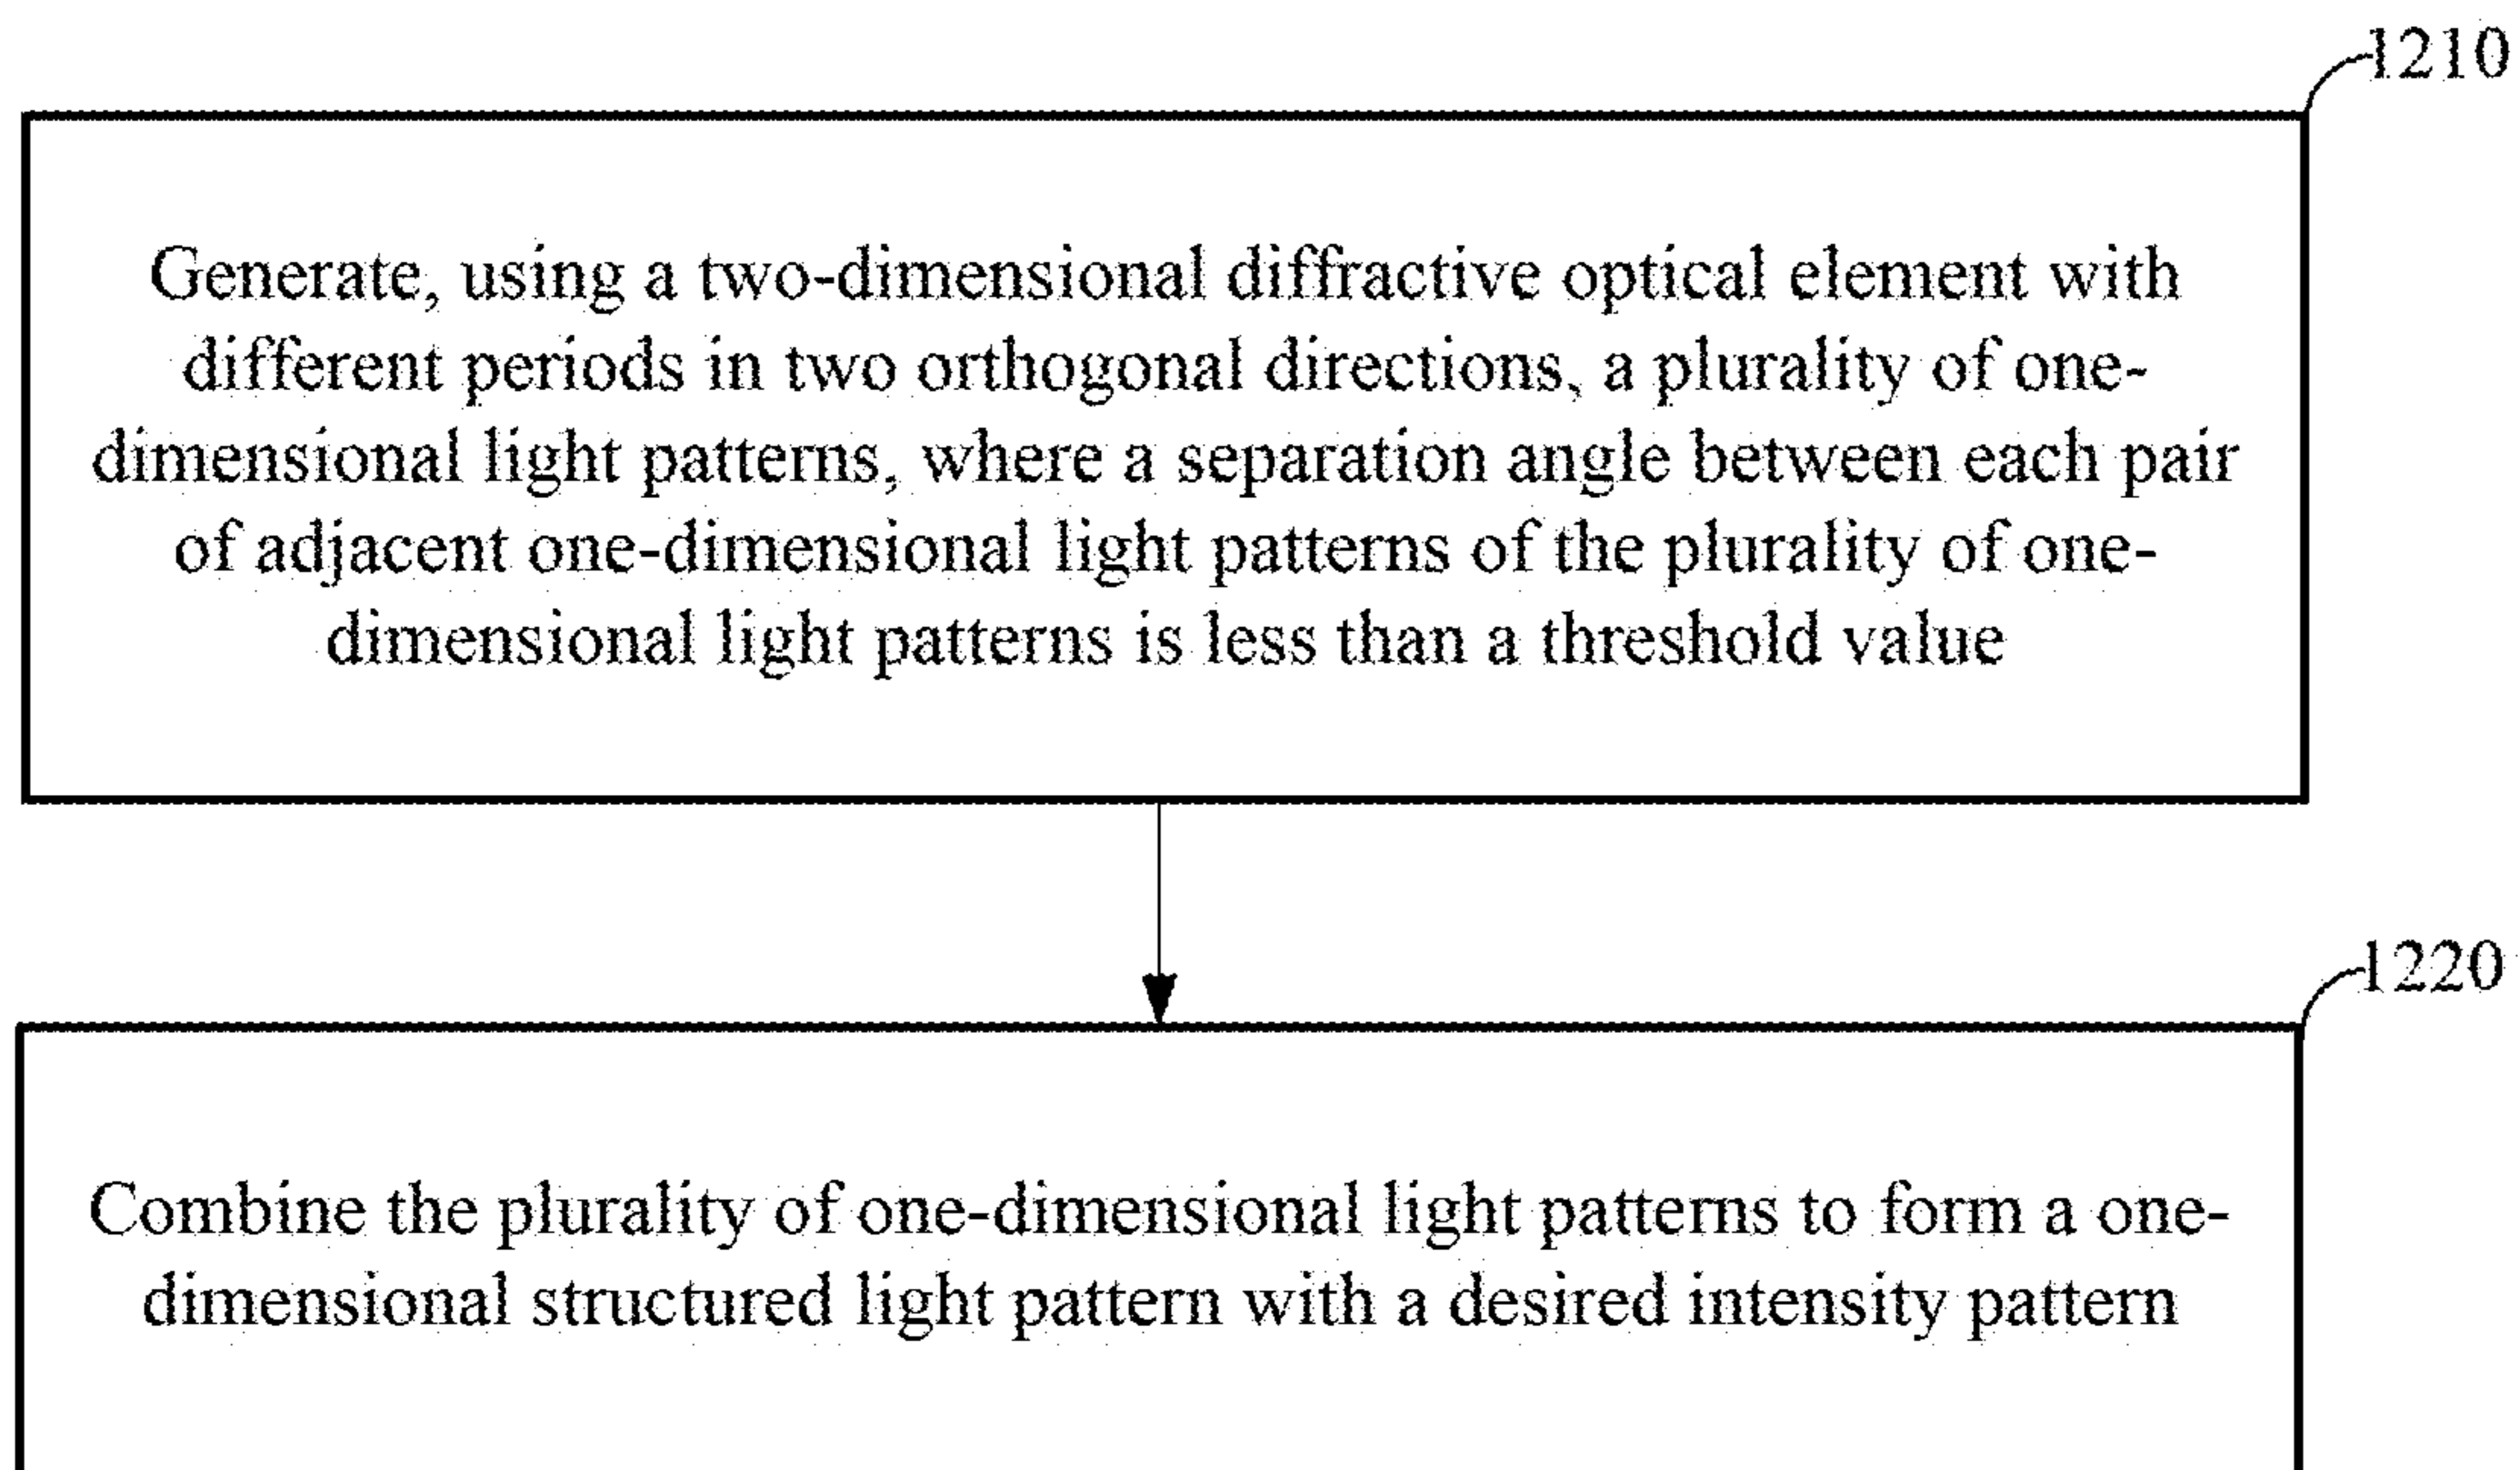 1210
Generate, using a two-dimensional diffractive optical element with
different periods in two orthogonal directions, a plurality of one-
dimensional light patterns, where a separation angle between each pair
of adjacent one-dimensional light patterns of the plurality of one-
dimensional light patterns is less than a threshold value
1220
Combine the plurality of one-dimensional light patterns to form a one-
dimensional structured light pattern with a desired intensity pattern